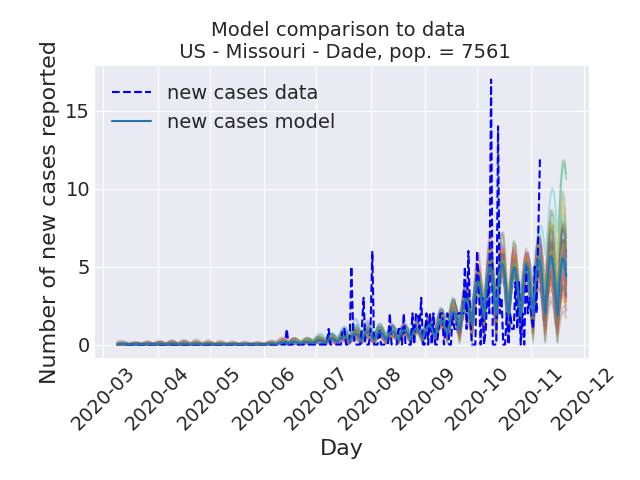 Model comparison to data
US - Missouri - Dade, pop. = 7561
new cases data
new cases model
Number of new cases reported
15
10
5
0
2020-03
2020-04
2020-05
2020-06
2020-07
2020-08
2020-09
2020-10
2020-11
2020-12
Day